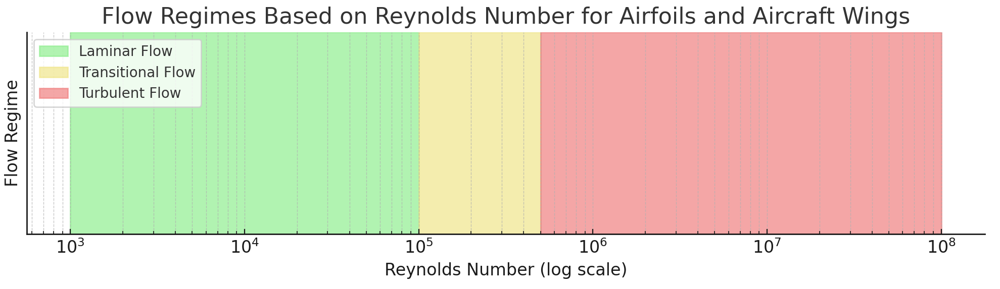 Flow Regimes Based on Reynolds Number for Airfoils and Aircraft Wings
Laminar Flow
Transitional Flow
Turbulent Flow
Flow Regime
10³ 10⁴ 10⁵ 10⁶ 10⁷ 10⁸
Reynolds Number (log scale)